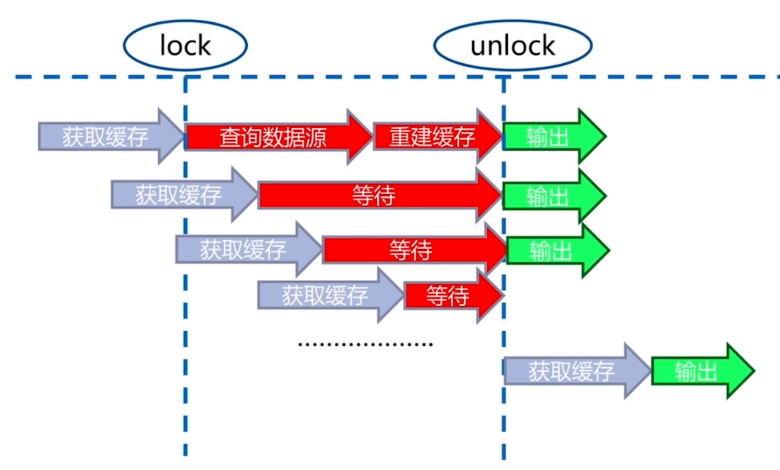 lock
unlock
获取缓存 查询数据源 重建缓存 输出
获取缓存 等待 输出
获取缓存 等待 输出
获取缓存 等待
....................
获取缓存 输出